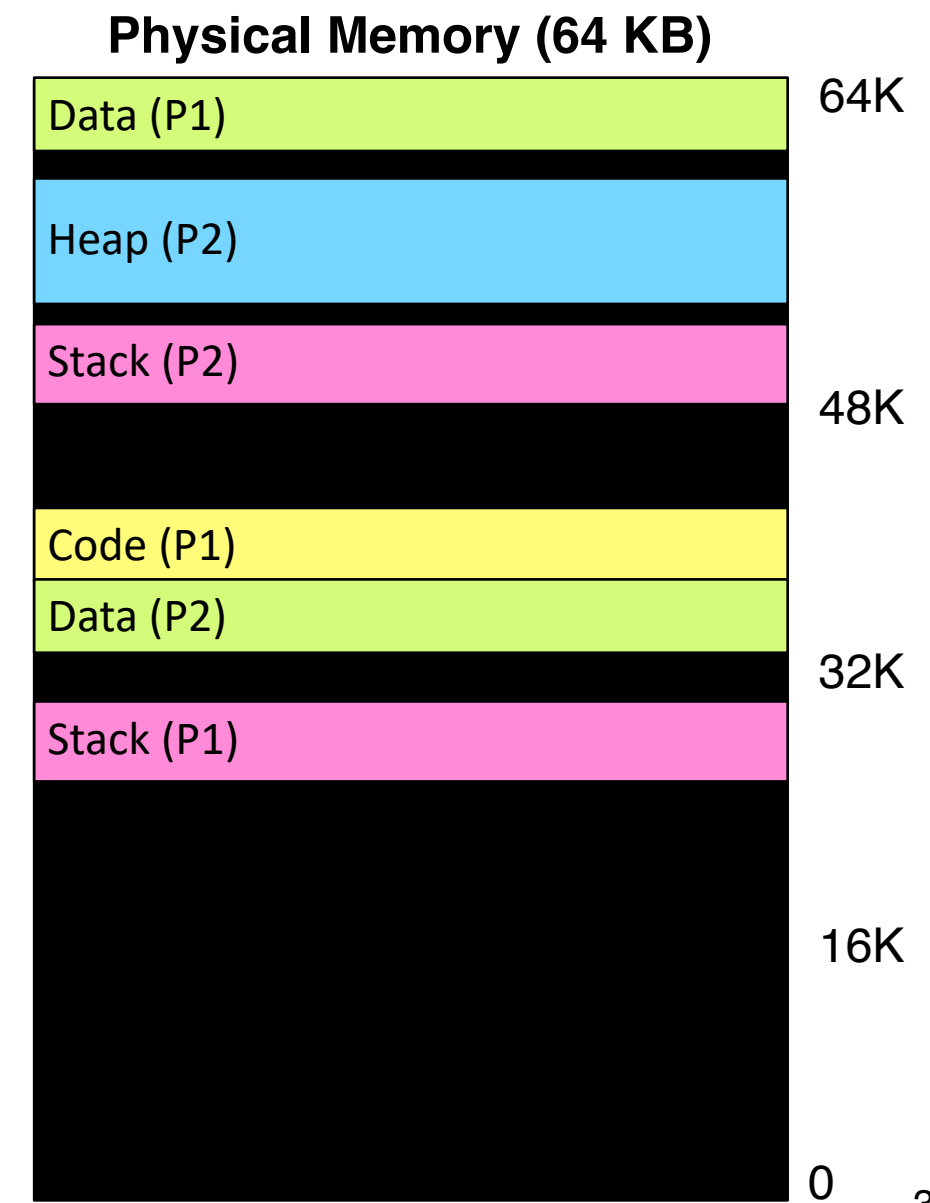 Physical Memory (64 KB)
Data (P1)
64K
Heap (P2)
Stack (P2)
48K
Code (P1)
Data (P2)
32K
Stack (P1)
16K
0